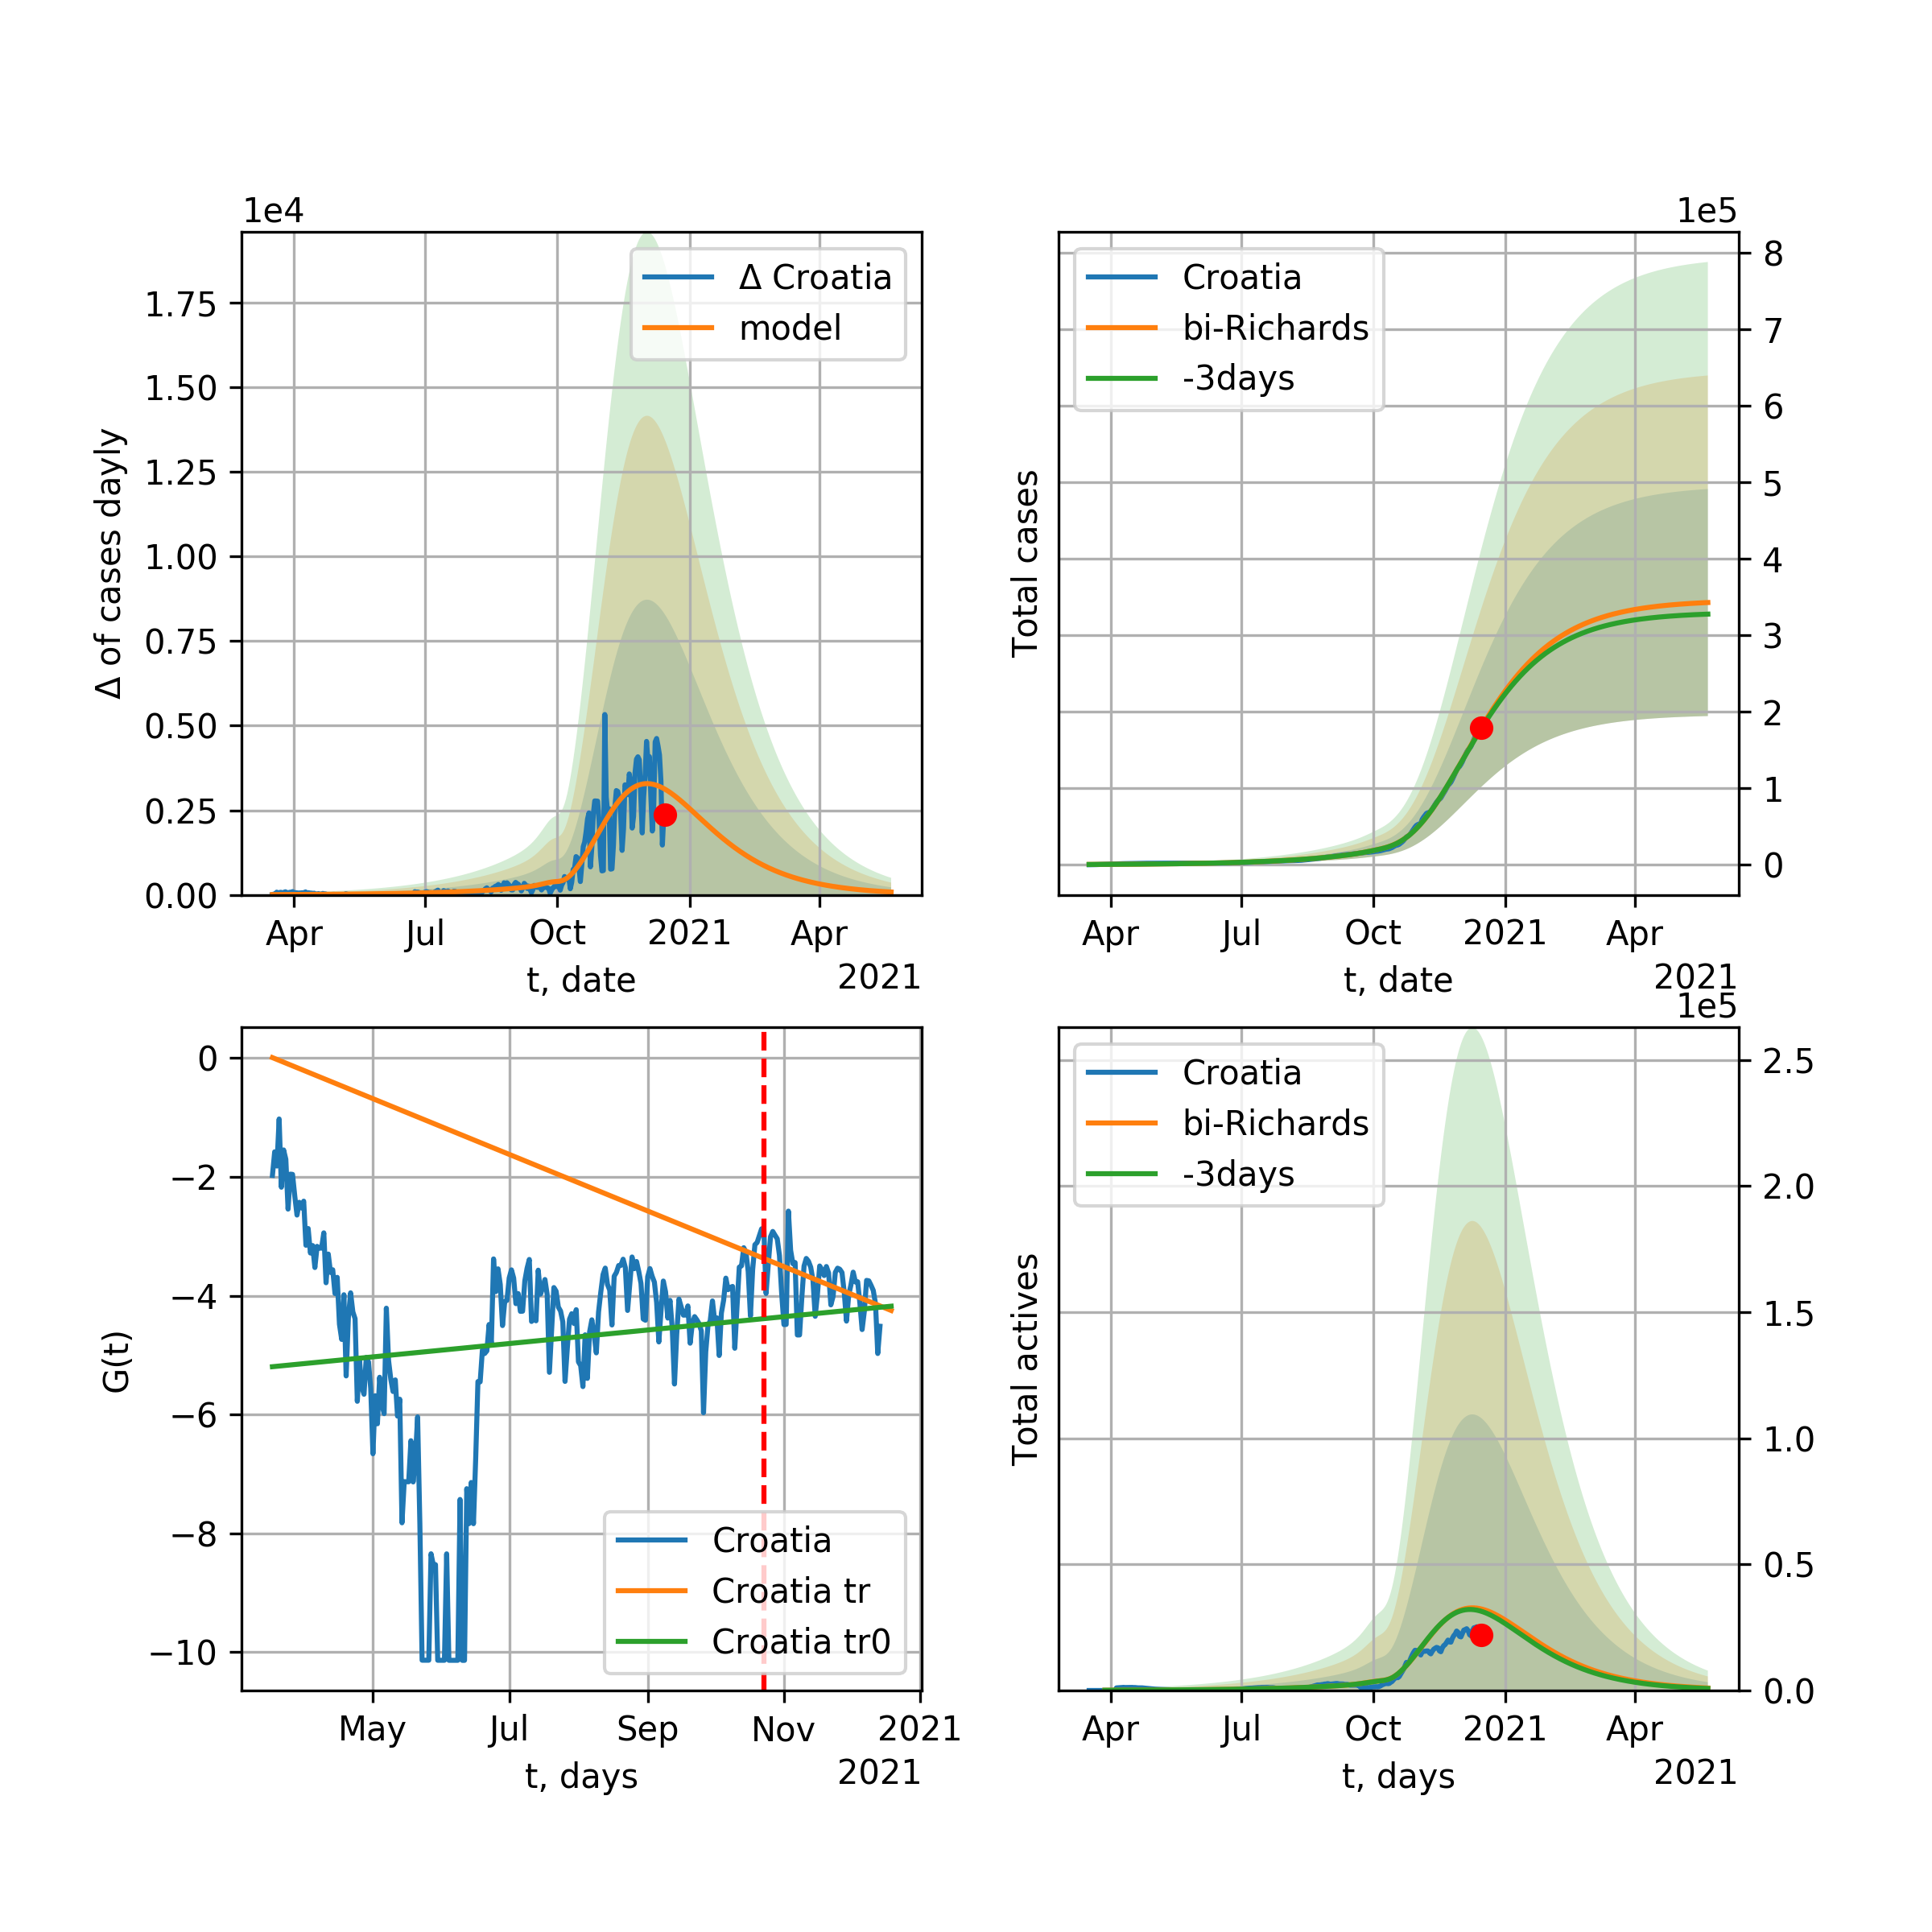 1e4
Δ of cases dayly
1.75
1.50
1.25
1.00
0.75
0.50
0.25
0.00
Δ Croatia
model
Apr Jul Oct 2021 Apr
t, date
2021
1e5
Total cases
Croatia
bi-Richards
-3days
8
7
6
5
4
3
2
1
0
Apr Jul Oct 2021 Apr
t, date
2021
G(t)
0
−2
−4
−6
−8
−10
Croatia
Croatia tr
Croatia tr0
May Jul Sep Nov 2021
t, days
2021
1e5
Total actives
Croatia
bi-Richards
-3days
2.5
2.0
1.5
1.0
0.5
0.0
Apr Jul Oct 2021 Apr
t, days
2021